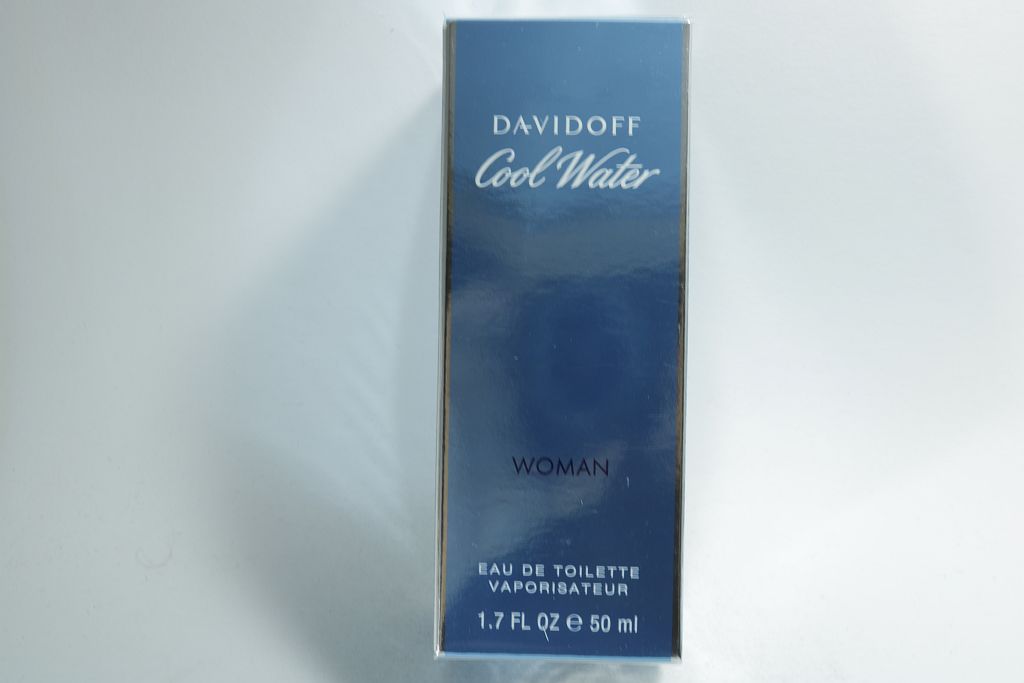 DAVIDOFF
Cool Water
WOMAN
EAU DE TOILETTE
VAPORISATEUR
1.7 FL OZ ℮ 50 ml